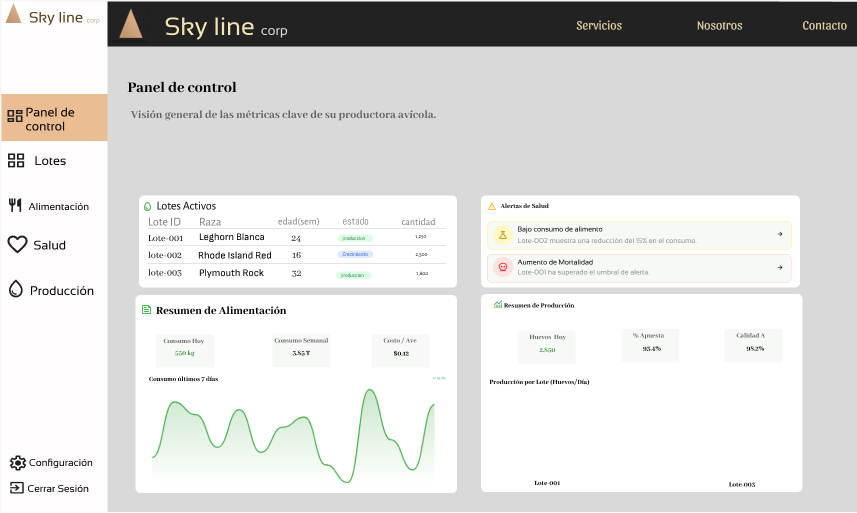 Sky line corp
Sky line corp
Servicios
Nosotros
Contacto
Panel de control
Lotes
Alimentación
Salud
Producción
Configuración
Cerrar Sesión
Panel de control
Visión general de las métricas clave de su productora avícola.
Lotes Activos
Lote ID Raza edad(sem) estado cantidad
Lote-001 Leghorn Blanca 24 produccion 1,250
lote-002 Rhode Island Red 16 2,500
lote-003 Plymouth Rock 32 produccion 1,800
Alertas de Salud
Bajo consumo de alimento
Lote-002 muestra una reducción del 15% en el consumo.
Aumento de Mortalidad
Lote-001 ha superado el umbral de alerta.
Resumen de Alimentación
Consumo Hoy
550 kg
Consumo Semanal
3.85 T
Costo / Ave
$0.12
Consumo últimos 7 días
Resumen de Producción
Huevos Hoy
2,850
% Apuesta
95.4%
Calidad A
98.2%
Producción por Lote (Huevos/Día)
Lote-001
Lote-003